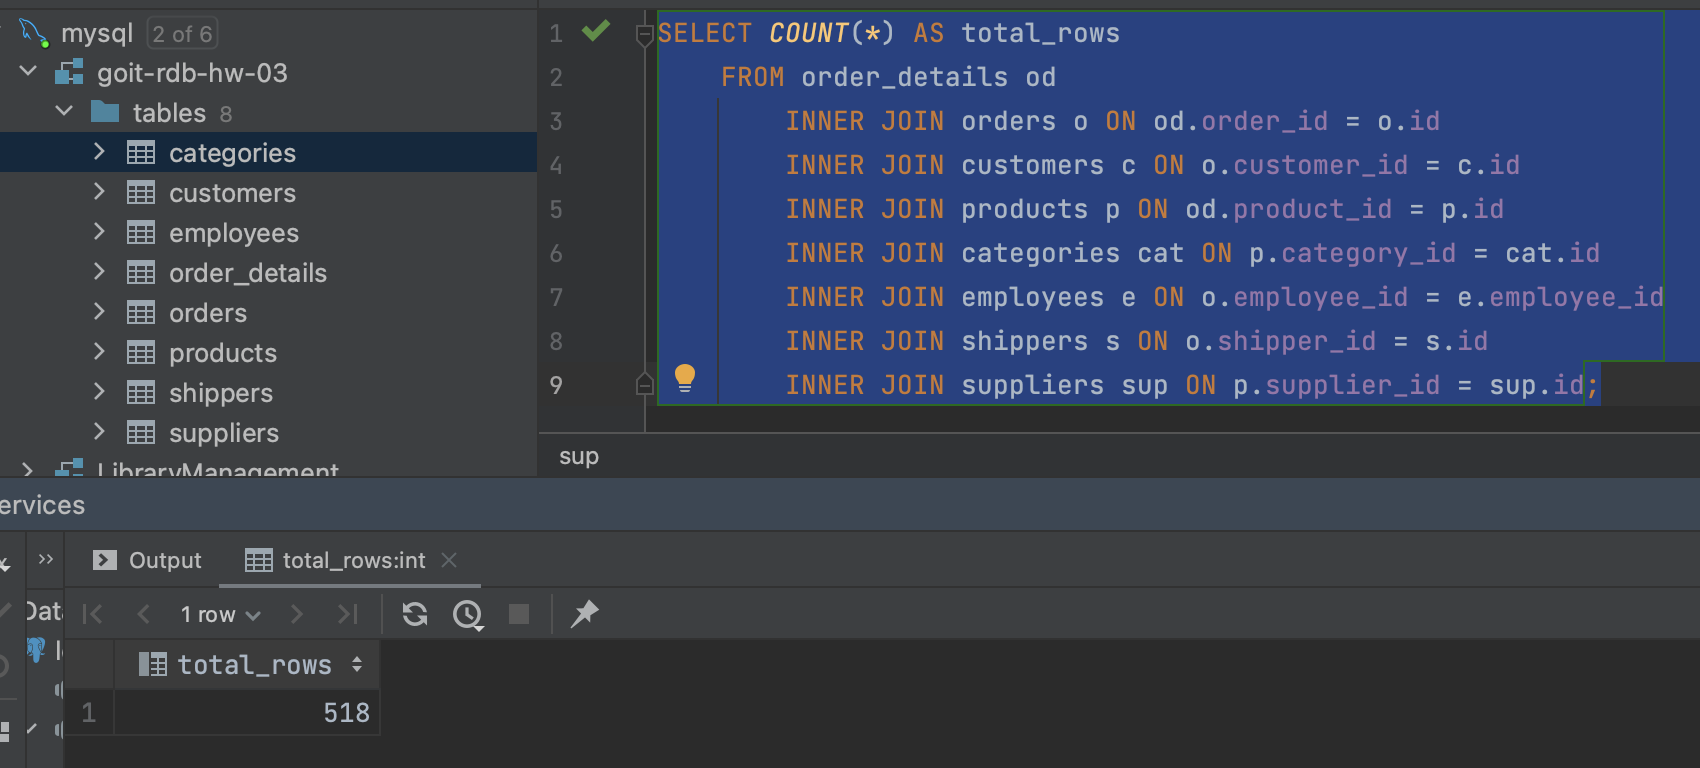 mysql 2 of 6
goit-rdb-hw-03
tables 8
categories
customers
employees
order_details
orders
products
shippers
suppliers
LibraryManagement
1 SELECT COUNT(*) AS total_rows
2 FROM order_details od
3 INNER JOIN orders o ON od.order_id = o.id
4 INNER JOIN customers c ON o.customer_id = c.id
5 INNER JOIN products p ON od.product_id = p.id
6 INNER JOIN categories cat ON p.category_id = cat.id
7 INNER JOIN employees e ON o.employee_id = e.employee_id
8 INNER JOIN shippers s ON o.shipper_id = s.id
9 INNER JOIN suppliers sup ON p.supplier_id = sup.id;
sup
ervices
Output total_rows:int
Dat
1 row
total_rows
1 518